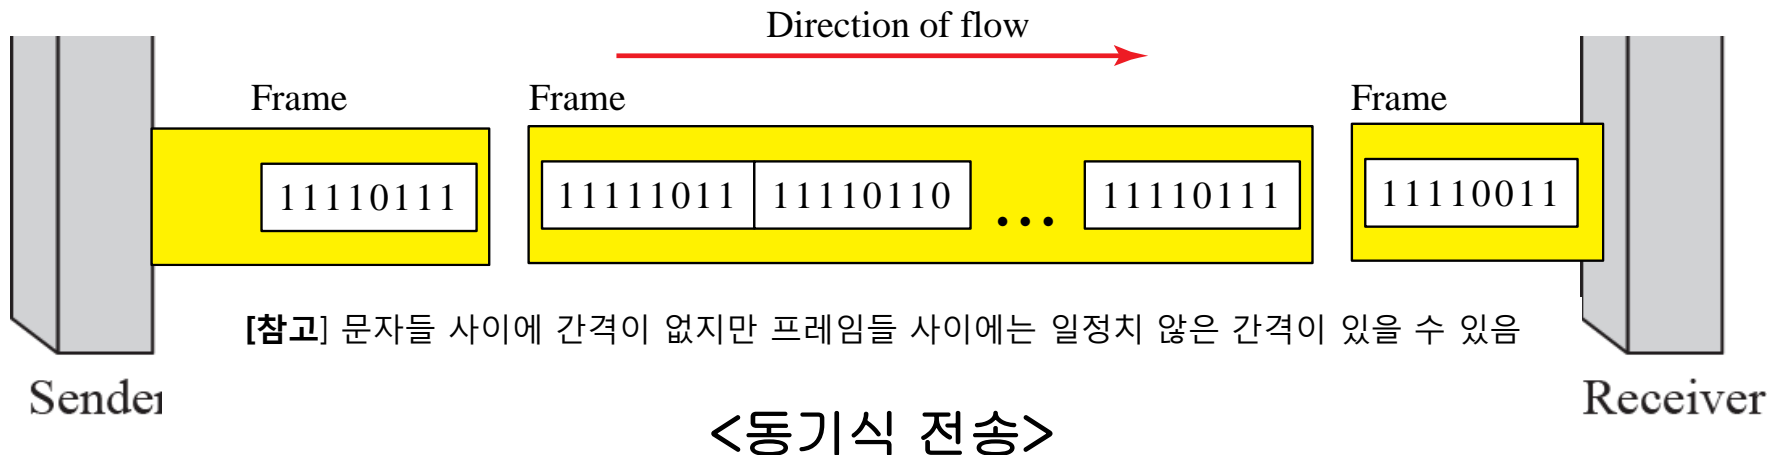 Direction of flow
Frame Frame Frame
11110111 11111011 11110110 ... 11110111 11110011
[참고] 문자들 사이에 간격이 없지만 프레임들 사이에는 일정치 않은 간격이 있을 수 있음
Sender Receiver
<동기식 전송>